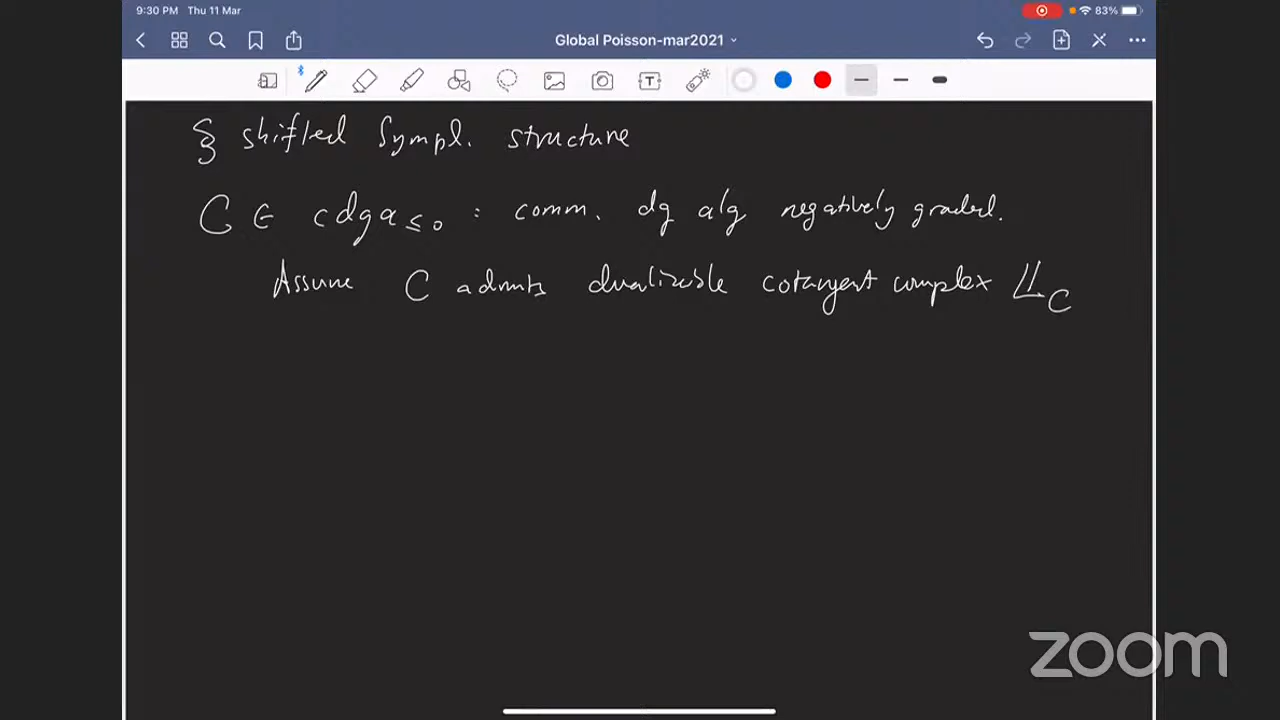 9:30 PM Thu 11 Mar 83%
Global Poisson-mar2021
§ shifted Sympl. structure
C ∈ cdga ≤ 0 : comm. dg alg negatively graded.
Assume C admits dualizable cotangent complex 𝕃_C
zoom